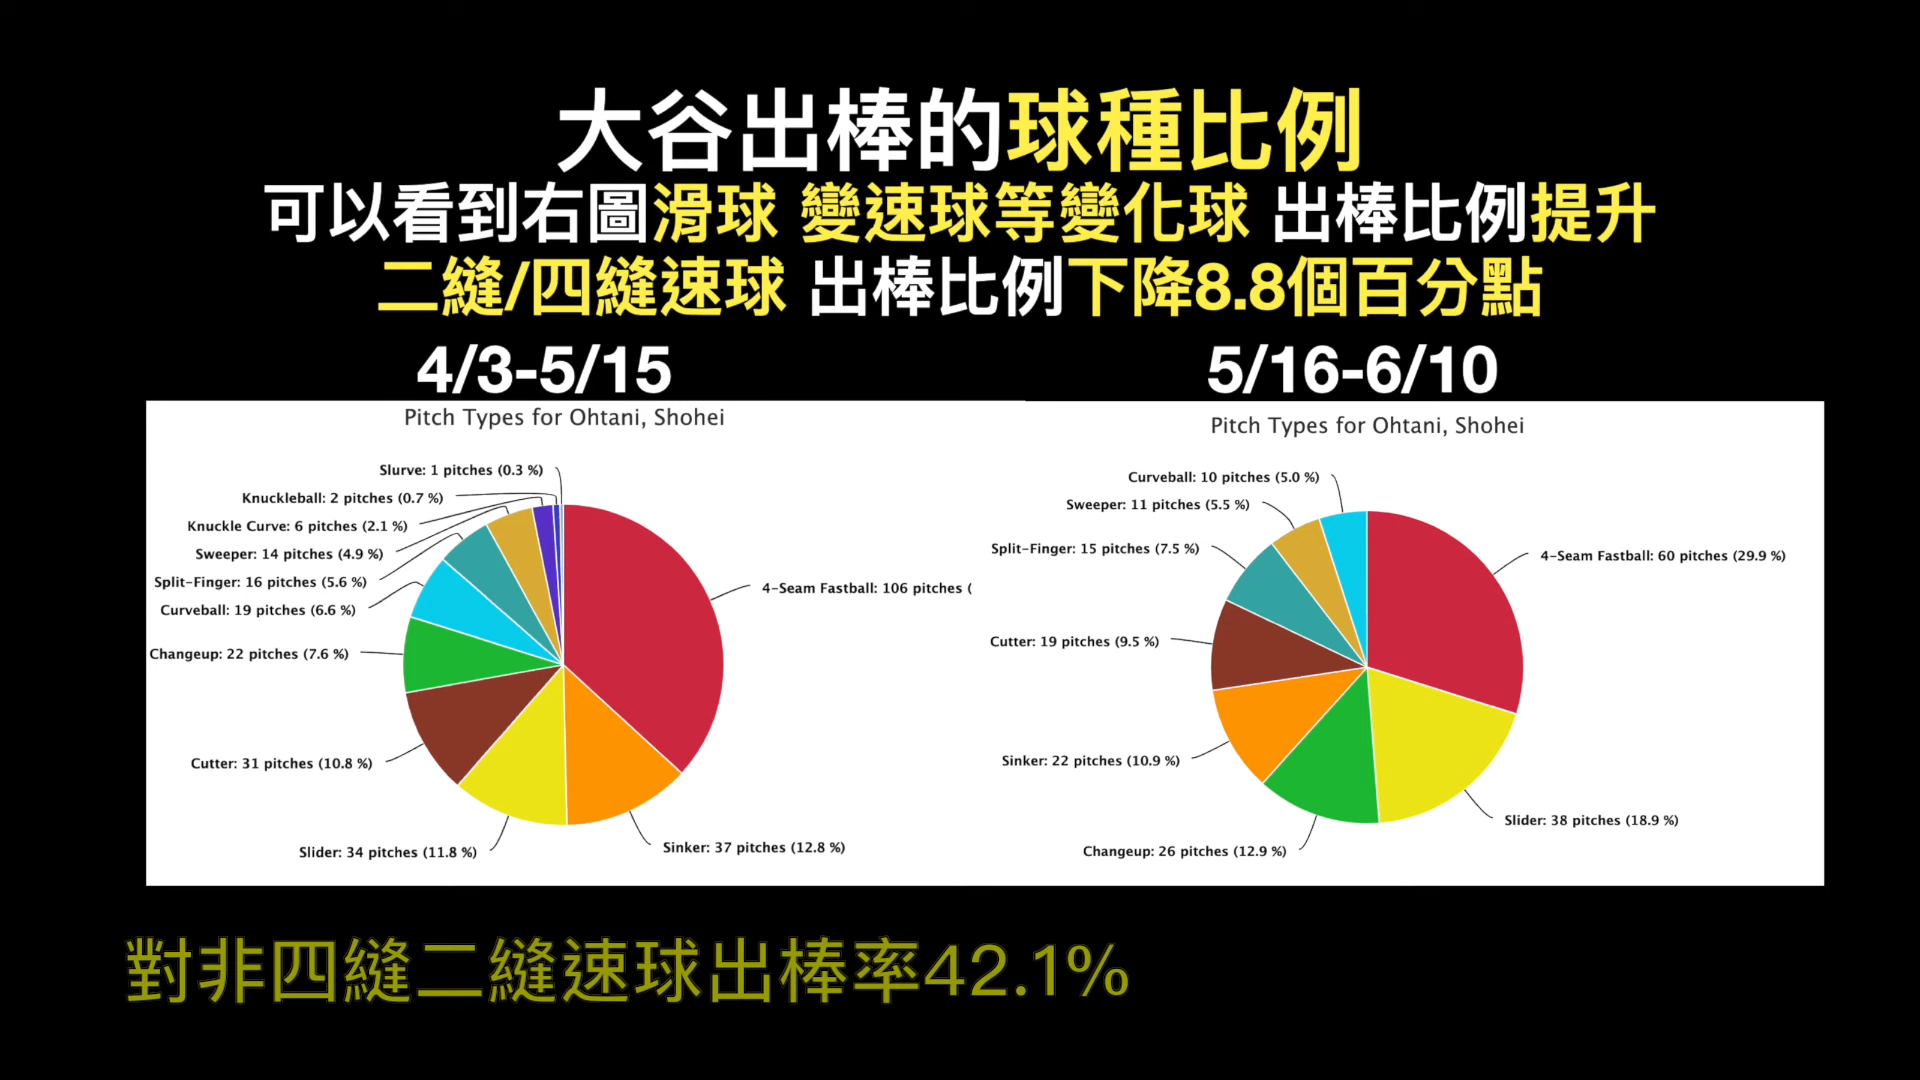 大谷出棒的球種比例
可以看到右圖滑球 變速球等變化球 出棒比例提升
二縫/四縫速球 出棒比例下降8.8個百分點
4/3-5/15
5/16-6/10
Pitch Types for Ohtani, Shohei
Slurve: 1 pitches (0.3 %)
Knuckleball: 2 pitches (0.7 %)
Knuckle Curve: 6 pitches (2.1 %)
Sweeper: 14 pitches (4.9 %)
Split-Finger: 16 pitches (5.6 %)
Curveball: 19 pitches (6.6 %)
Changeup: 22 pitches (7.6 %)
Cutter: 31 pitches (10.8 %)
Slider: 34 pitches (11.8 %)
Sinker: 37 pitches (12.8 %)
4-Seam Fastball: 106 pitches (
Pitch Types for Ohtani, Shohei
Curveball: 10 pitches (5.0 %)
Sweeper: 11 pitches (5.5 %)
Split-Finger: 15 pitches (7.5 %)
Cutter: 19 pitches (9.5 %)
Sinker: 22 pitches (10.9 %)
Changeup: 26 pitches (12.9 %)
Slider: 38 pitches (18.9 %)
4-Seam Fastball: 60 pitches (29.9 %)
對非四縫二縫速球出棒率42.1%